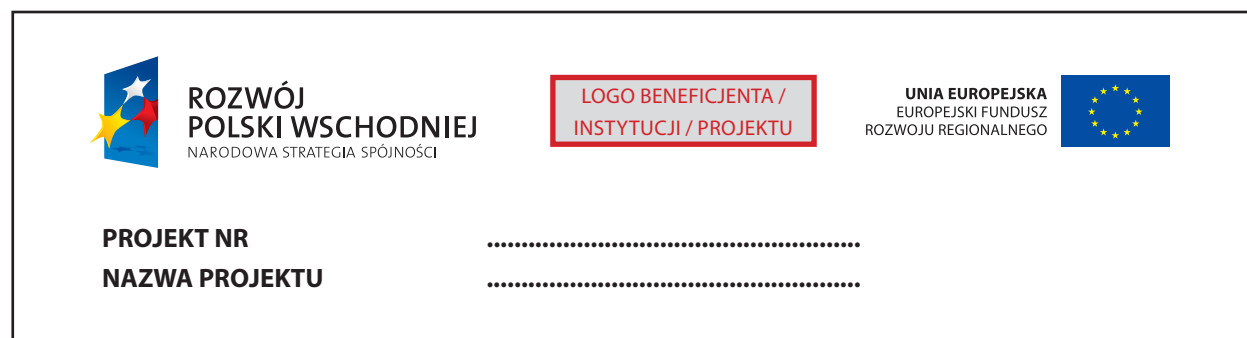 ROZWÓJ
POLSKI WSCHODNIEJ
NARODOWA STRATEGIA SPÓJNOŚCI
LOGO BENEFICJENTA /
INSTYTUCJI / PROJEKTU
UNIA EUROPEJSKA
EUROPEJSKI FUNDUSZ
ROZWOJU REGIONALNEGO
PROJEKT NR ......................................................
NAZWA PROJEKTU ......................................................